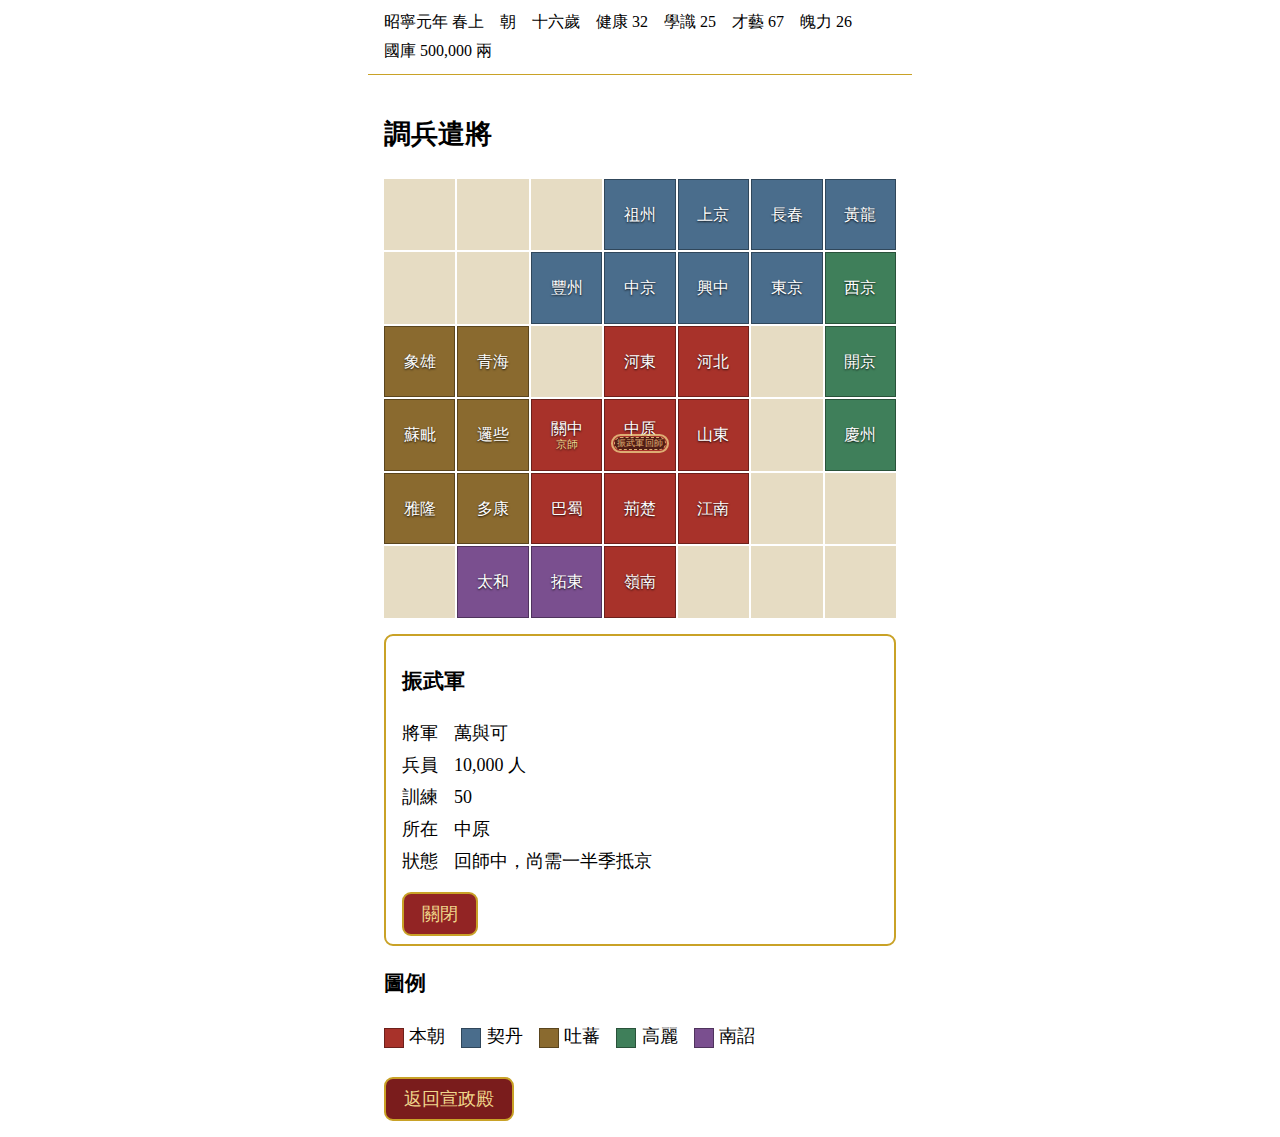 昭寧元年 春上　朝　十六歲　健康 32　學識 25　才藝 67　魄力 26
國庫 500,000 兩
調兵遣將
祖州 上京 長春 黃龍
豐州 中京 興中 東京 西京
象雄 青海 河東 河北 開京
蘇毗 邏些 關中 中原 山東 慶州
京師 振武軍回師
雅隆 多康 巴蜀 荊楚 江南
太和 拓東 嶺南
振武軍
將軍　萬與可
兵員　10,000 人
訓練　50
所在　中原
狀態　回師中，尚需一半季抵京
關閉
圖例
本朝 契丹 吐蕃 高麗 南詔
返回宣政殿